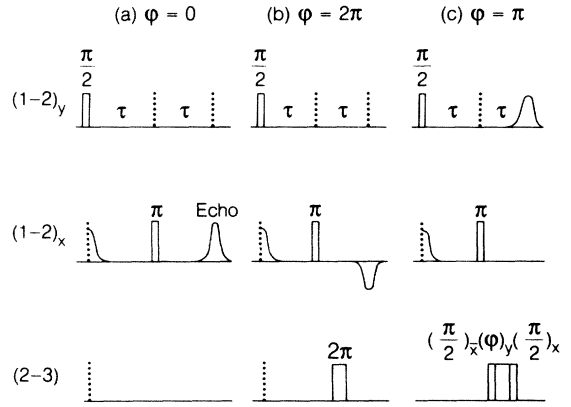 (a) φ = 0 (b) φ = 2π (c) φ = π
π/2 π/2 π/2
(1-2)y τ τ τ τ τ τ
π Echo π π
(1-2)x
2π (π/2)x̄(φ)y(π/2)x
(2-3)